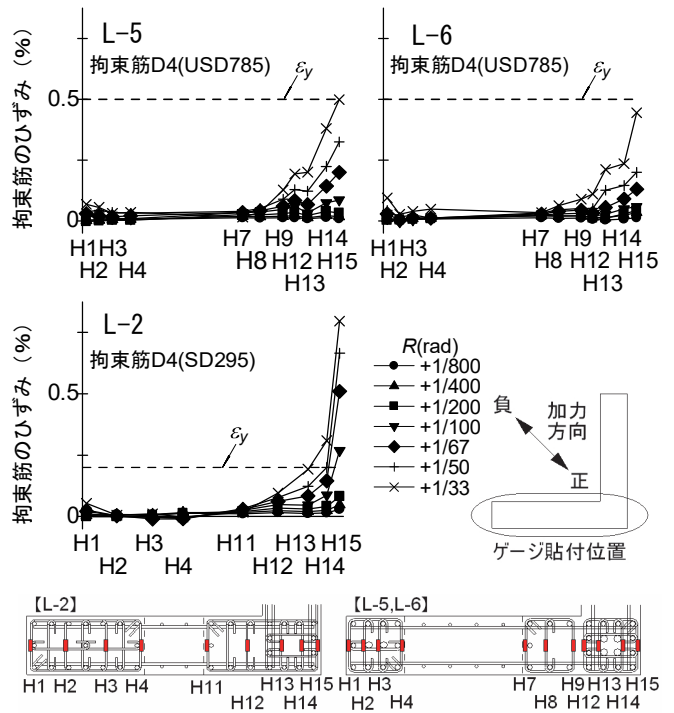 L-5
拘束筋D4(USD785)
εy
拘束筋のひずみ（%）
0.5
0
H1 H3 H7 H9 H14
H2 H4 H8 H12 H15
H13
L-6
拘束筋D4(USD785)
εy
H1 H3 H7 H9 H14
H2 H4 H8 H12 H15
H13
L-2
拘束筋D4(SD295)
εy
拘束筋のひずみ（%）
0.5
0
H1 H3 H11 H13 H15
H2 H4 H12 H14
R(rad)
+1/800
+1/400
+1/200
+1/100
+1/67
+1/50
+1/33
負
加力
方向
正
ゲージ貼付位置
【L-2】
H1 H2 H3 H4 H11 H13 H15
H12 H14
【L-5,L-6】
H1 H3 H7 H9 H13 H15
H2 H4 H8 H12 H14